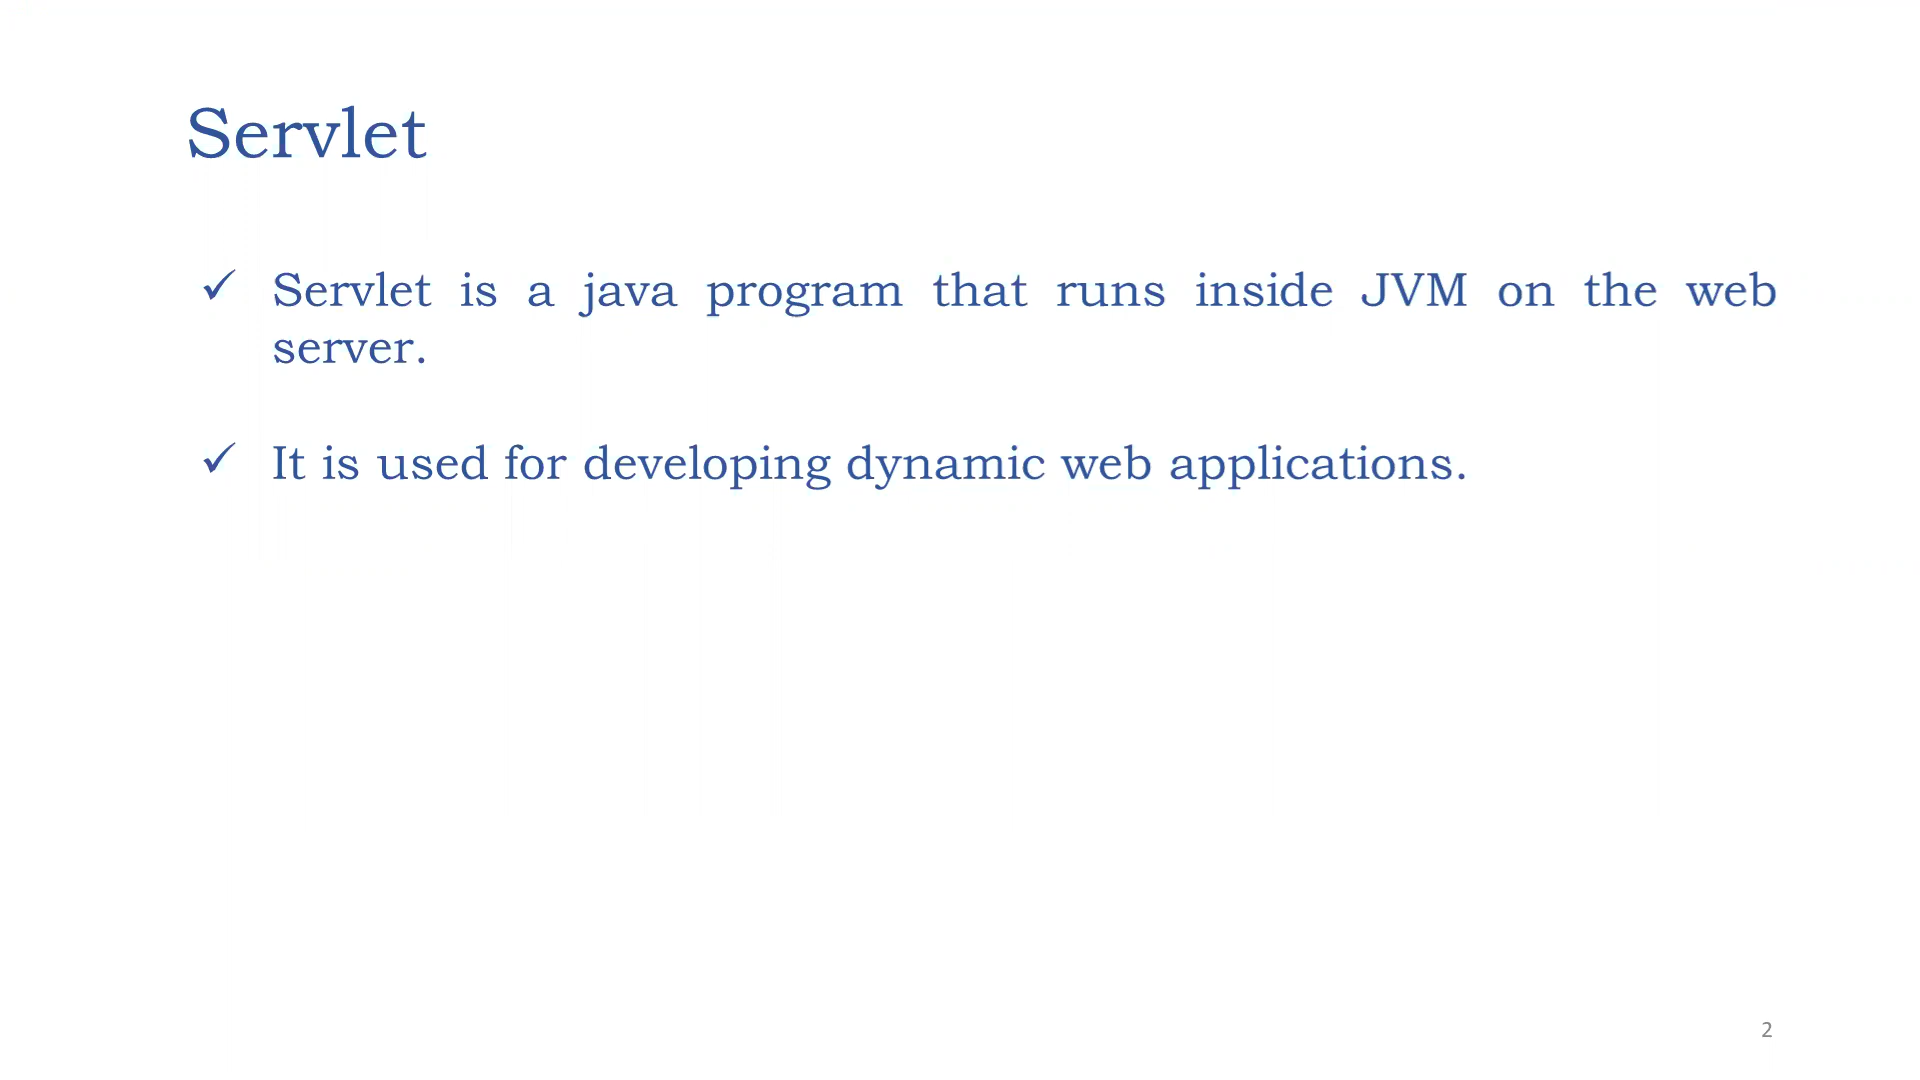 Servlet
✓ Servlet is a java program that runs inside JVM on the web
server.
✓ It is used for developing dynamic web applications.
2